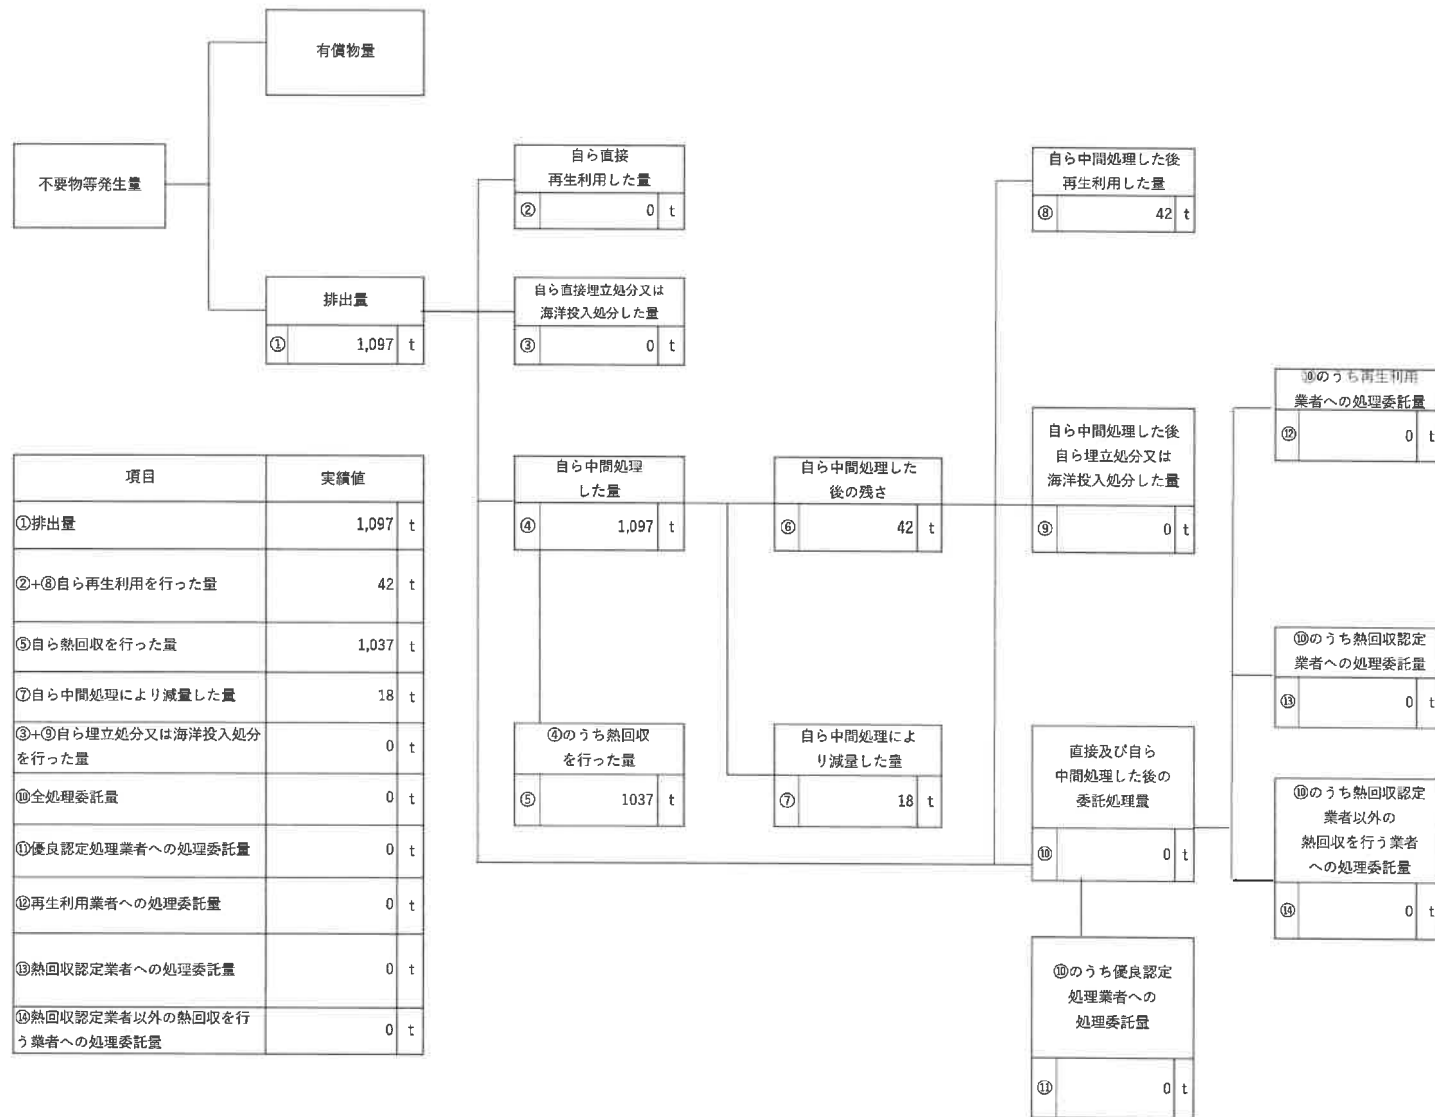 有償物量
不要物等発生量
排出量
① 1,097 t
自ら直接
再生利用した量
② 0 t
自ら直接埋立処分又は
海洋投入処分した量
③ 0 t
自ら中間処理
した量
④ 1,097 t
④のうち熱回収
を行った量
⑤ 1037 t
自ら中間処理した
後の残さ
⑥ 42 t
自ら中間処理によ
り減量した量
⑦ 18 t
自ら中間処理した後
再生利用した量
⑧ 42 t
自ら中間処理した後
自ら埋立処分又は
海洋投入処分した量
⑨ 0 t
直接及び自ら
中間処理した後の
委託処理量
⑩ 0 t
⑩のうち優良認定
処理業者への
処理委託量
⑪ 0 t
⑩のうち再生利用
業者への処理委託量
⑫ 0 t
⑩のうち熱回収認定
業者への処理委託量
⑬ 0 t
⑩のうち熱回収認定
業者以外の
熱回収を行う業者
への処理委託量
⑭ 0 t
項目 実績値
①排出量 1,097 t
②+⑧自ら再生利用を行った量 42 t
⑤自ら熱回収を行った量 1,037 t
⑦自ら中間処理により減量した量 18 t
③+⑨自ら埋立処分又は海洋投入処分
を行った量 0 t
⑩全処理委託量 0 t
⑪優良認定処理業者への処理委託量 0 t
⑫再生利用業者への処理委託量 0 t
⑬熱回収認定業者への処理委託量 0 t
⑭熱回収認定業者以外の熱回収を行
う業者への処理委託量 0 t